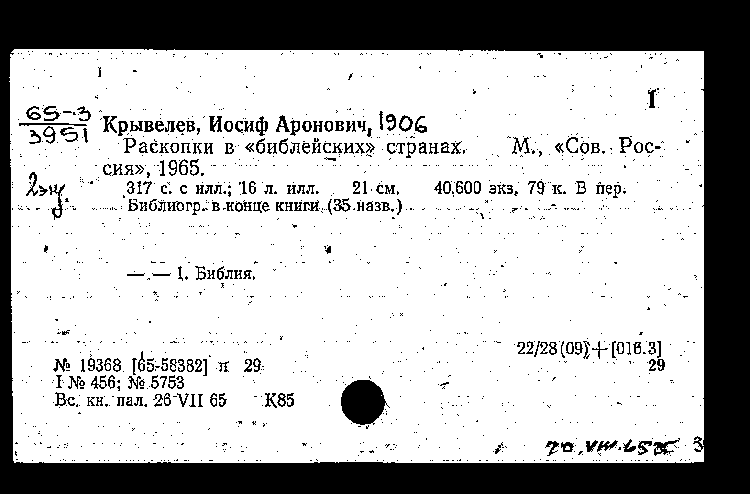 I
65-3
3951
Крывелев, Иосиф Аронович, 1906
Раскопки в «библейских» странах. М., «Сов. Рос-
сия», 1965.
2 экз.
317 с. с илл.; 16 л. илл. 21 см. 40,600 экз. 79 к. В пер.
Библиогр. в конце книги (35 назв.)
— — I. Библия.
22/28(09)+[016.3]
№ 19368 [65-58382] п 29
29
I № 456; № 5753
Вс. кн. пал. 26 VII 65 К85